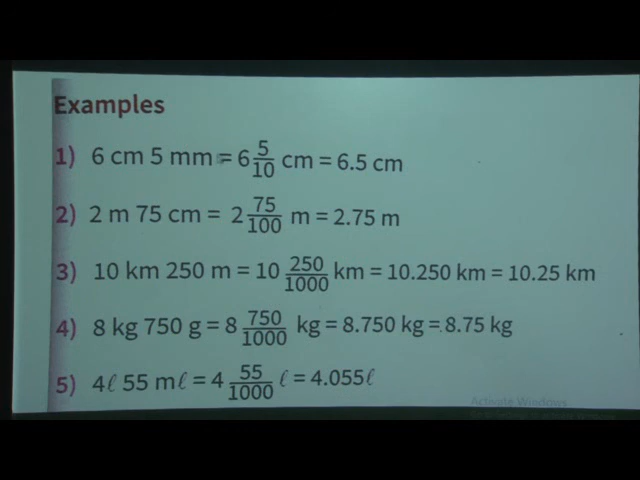 Examples
1) 6 cm 5 mm = 6 5/10 cm = 6.5 cm
2) 2 m 75 cm = 2 75/100 m = 2.75 m
3) 10 km 250 m = 10 250/1000 km = 10.250 km = 10.25 km
4) 8 kg 750 g = 8 750/1000 kg = 8.750 kg = 8.75 kg
5) 4ℓ 55 mℓ = 4 55/1000 ℓ = 4.055ℓ
Activate Windows